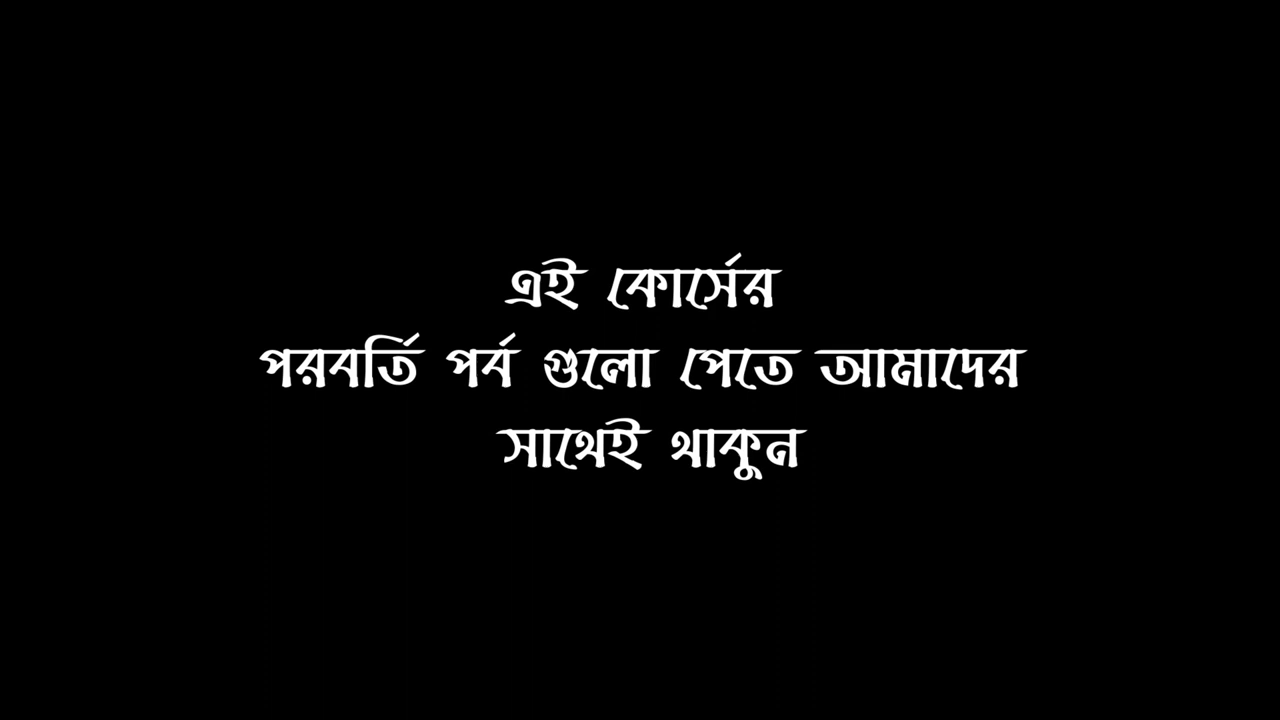 এই কোর্সের
পরবর্তি পর্ব গুলো পেতে আমাদের
সাথেই থাকুন